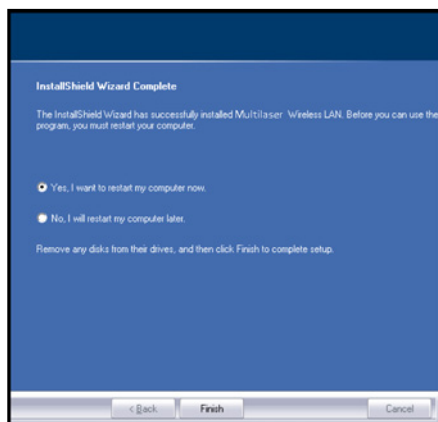 InstallShield Wizard Complete
The InstallShield Wizard has successfully installed Multilaser Wireless LAN. Before you can use the
program, you must restart your computer.
Yes, I want to restart my computer now.
No, I will restart my computer later.
Remove any disks from their drives, and then click Finish to complete setup.
< Back Finish Cancel